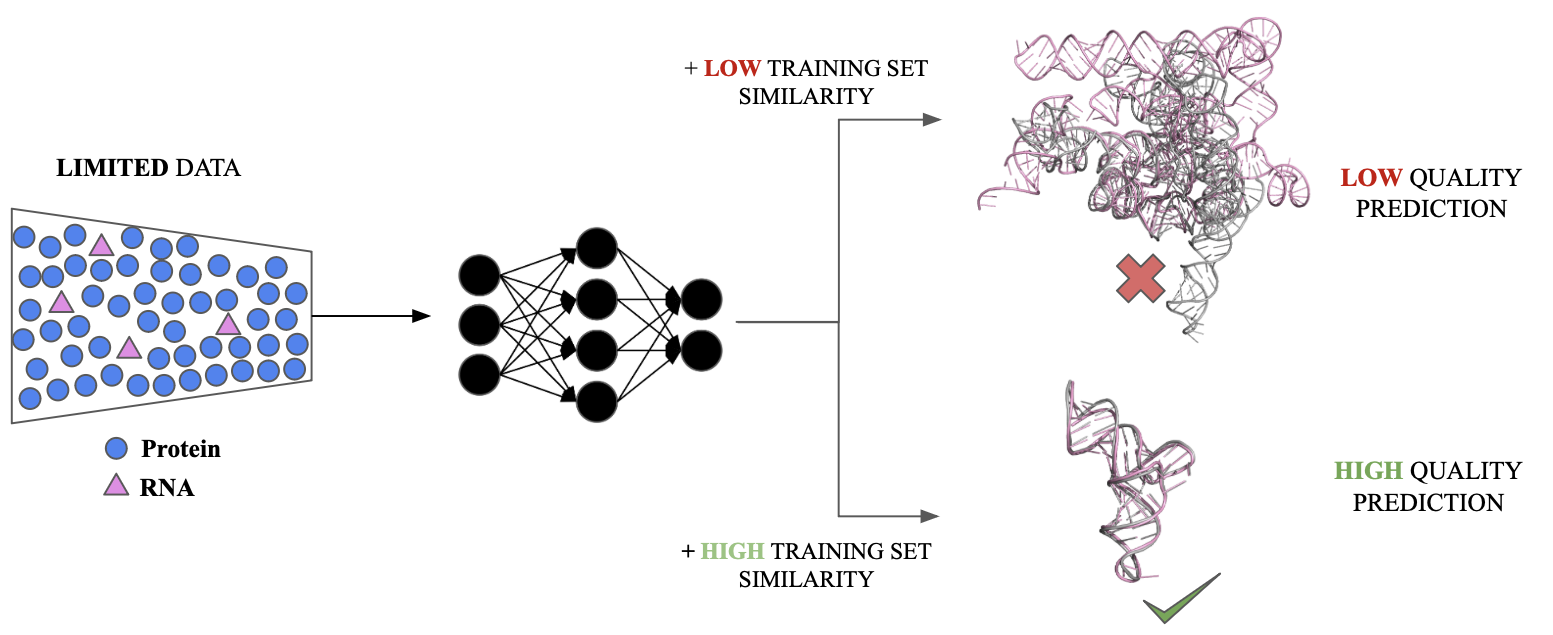 LIMITED DATA
Protein
RNA
+ LOW TRAINING SET
SIMILARITY
LOW QUALITY
PREDICTION
+ HIGH TRAINING SET
SIMILARITY
HIGH QUALITY
PREDICTION